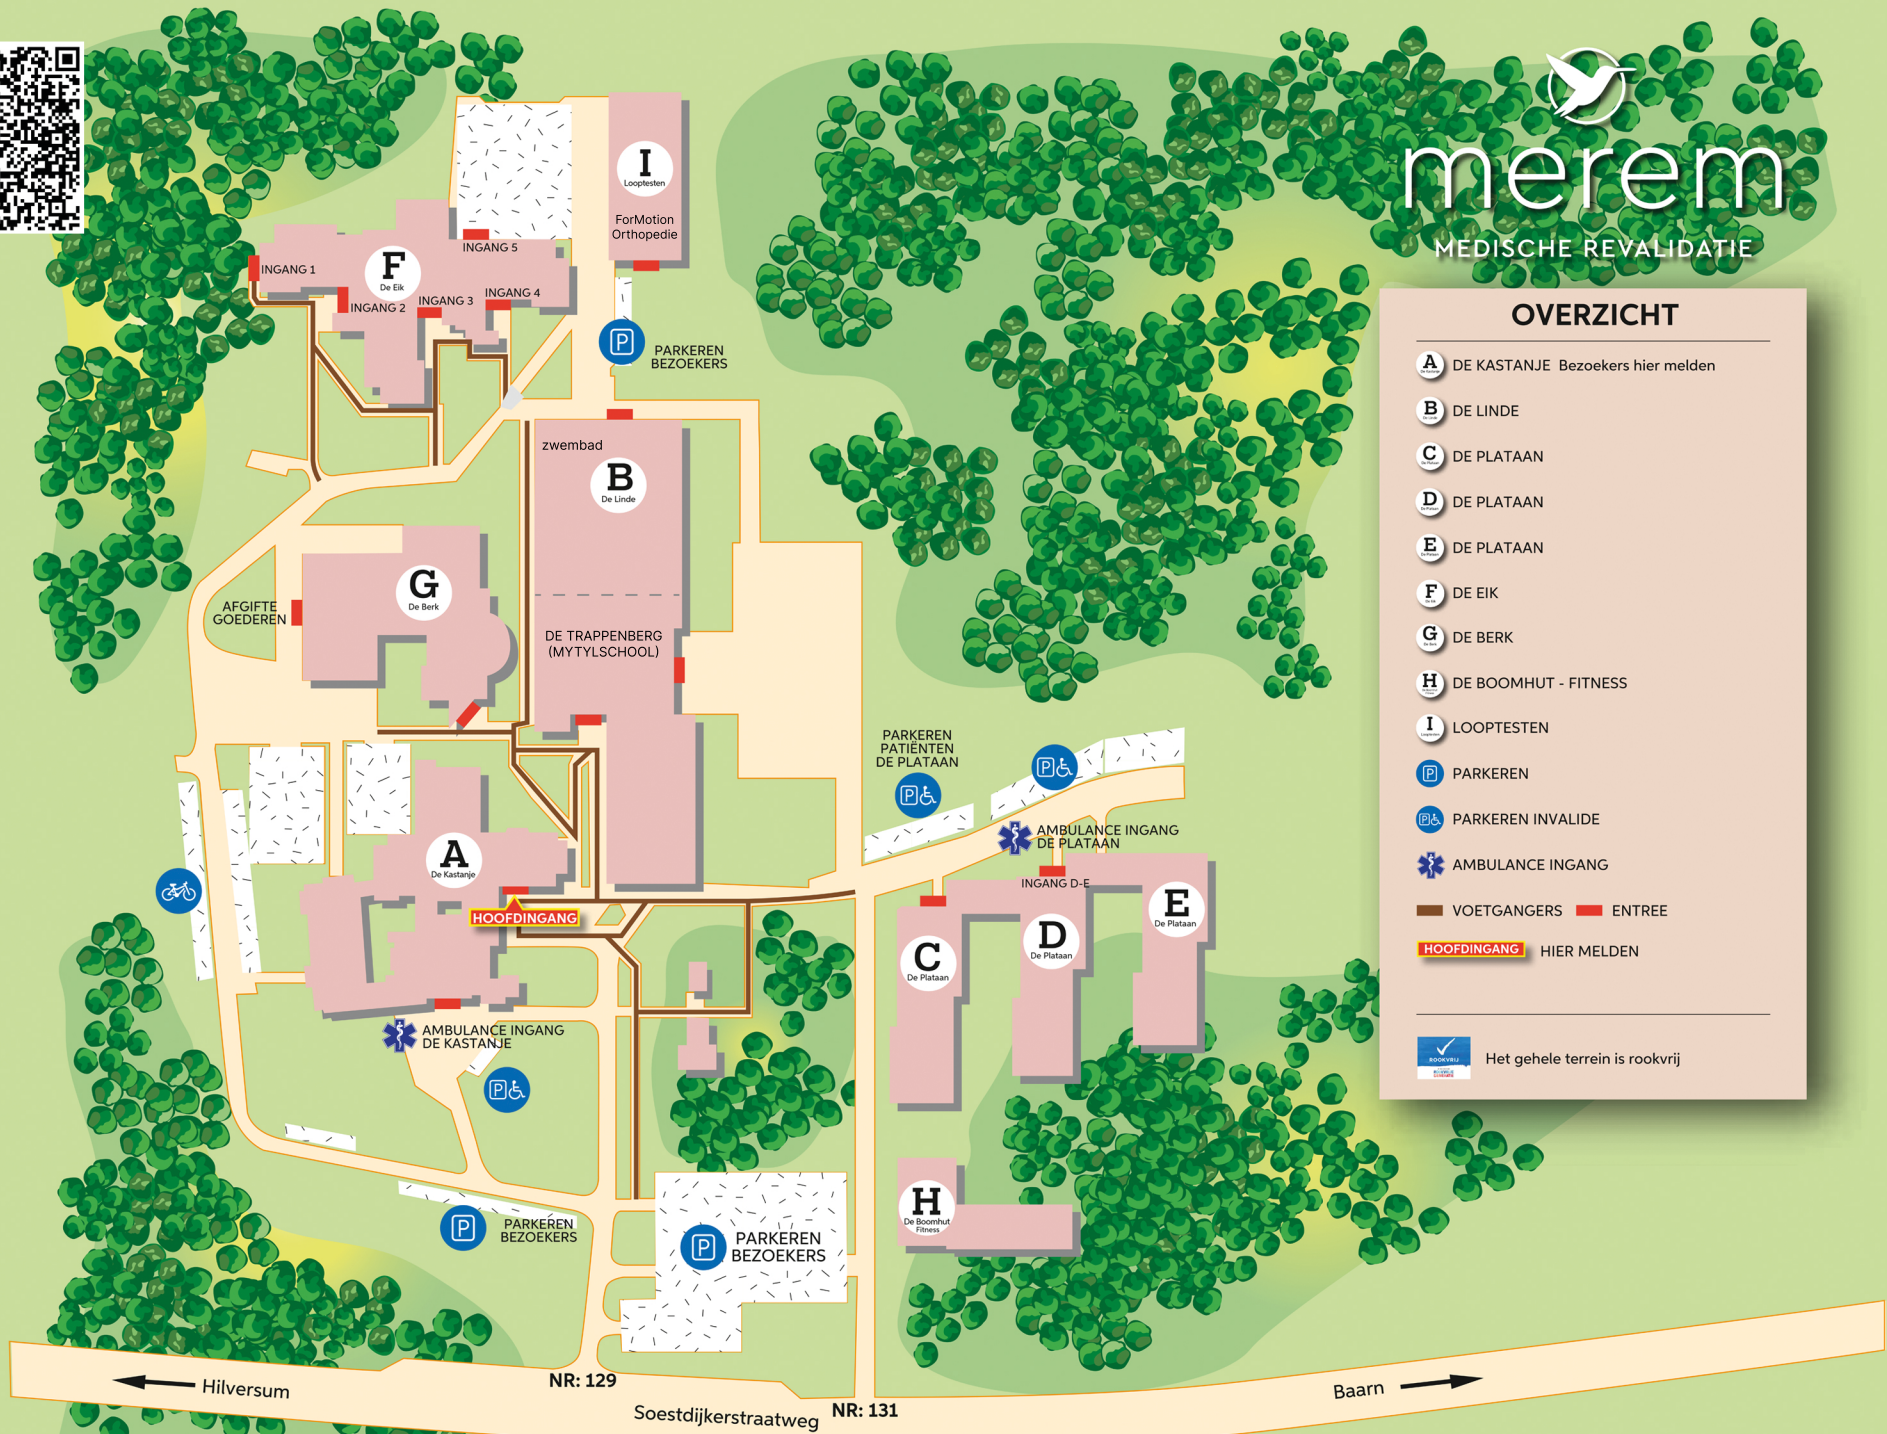 merem
MEDISCHE REVALIDATIE
I
Looptesten
ForMotion
Orthopedie
INGANG 5
INGANG 1
F
De Eik
INGANG 2
INGANG 3
INGANG 4
P
PARKEREN
BEZOEKERS
zwembad
B
De Linde
DE TRAPPENBERG
(MYTYLSCHOOL)
G
De Berk
AFGIFTE
GOEDEREN
A
De Kastanje
HOOFDINGANG
AMBULANCE INGANG
DE KASTANJE
P
PARKEREN
PATIËNTEN
DE PLATAAN
P
P
AMBULANCE INGANG
DE PLATAAN
INGANG D-E
C
De Plataan
D
De Plataan
E
De Plataan
H
De Boomhut
Fitness
P
PARKEREN
BEZOEKERS
P
PARKEREN
BEZOEKERS
Hilversum
NR: 129
Soestdijkerstraatweg
NR: 131
Baarn
OVERZICHT
A DE KASTANJE Bezoekers hier melden
B DE LINDE
C DE PLATAAN
D DE PLATAAN
E DE PLATAAN
F DE EIK
G DE BERK
H DE BOOMHUT - FITNESS
I LOOPTESTEN
P PARKEREN
P PARKEREN INVALIDE
AMBULANCE INGANG
VOETGANGERS ENTREE
HOOFDINGANG HIER MELDEN
ROOKVRIJ
Het gehele terrein is rookvrij